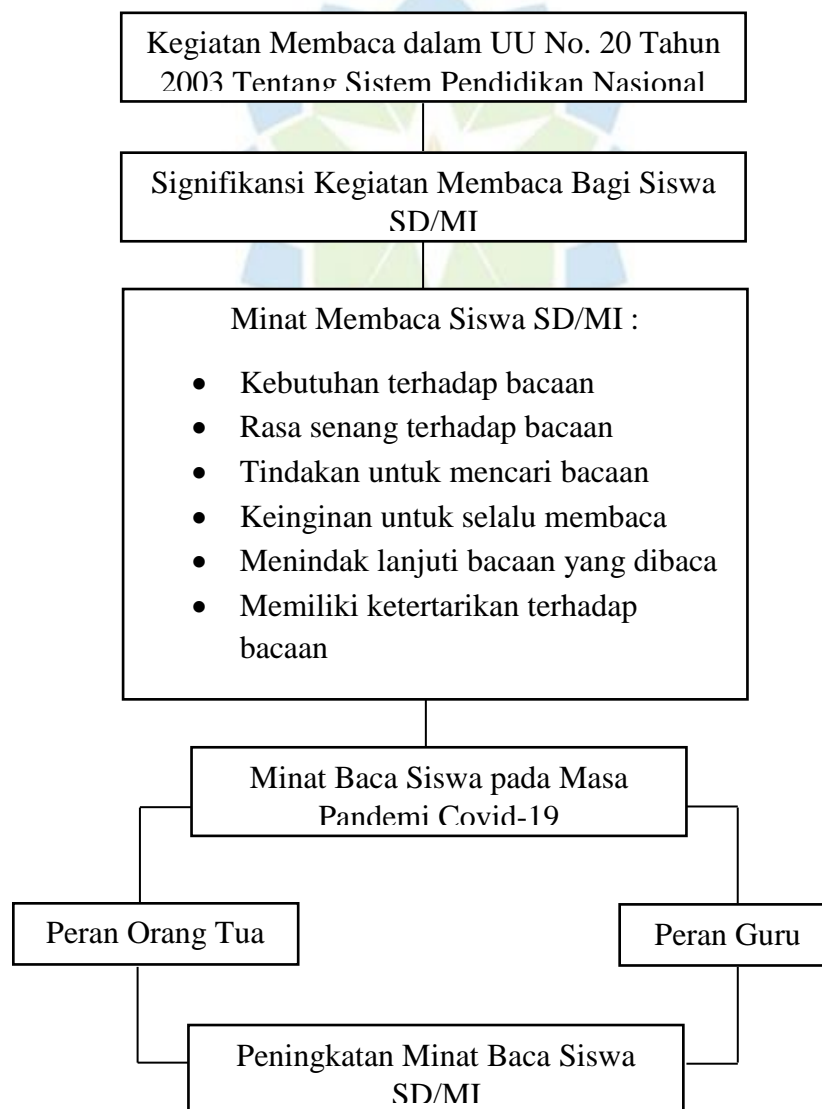 Kegiatan Membaca dalam UU No. 20 Tahun
2003 Tentang Sistem Pendidikan Nasional
Signifikansi Kegiatan Membaca Bagi Siswa
SD/MI
Minat Membaca Siswa SD/MI :
• Kebutuhan terhadap bacaan
• Rasa senang terhadap bacaan
• Tindakan untuk mencari bacaan
• Keinginan untuk selalu membaca
• Menindak lanjuti bacaan yang dibaca
• Memiliki ketertarikan terhadap
bacaan
Minat Baca Siswa pada Masa
Pandemi Covid-19
Peran Orang Tua
Peran Guru
Peningkatan Minat Baca Siswa
SD/MI